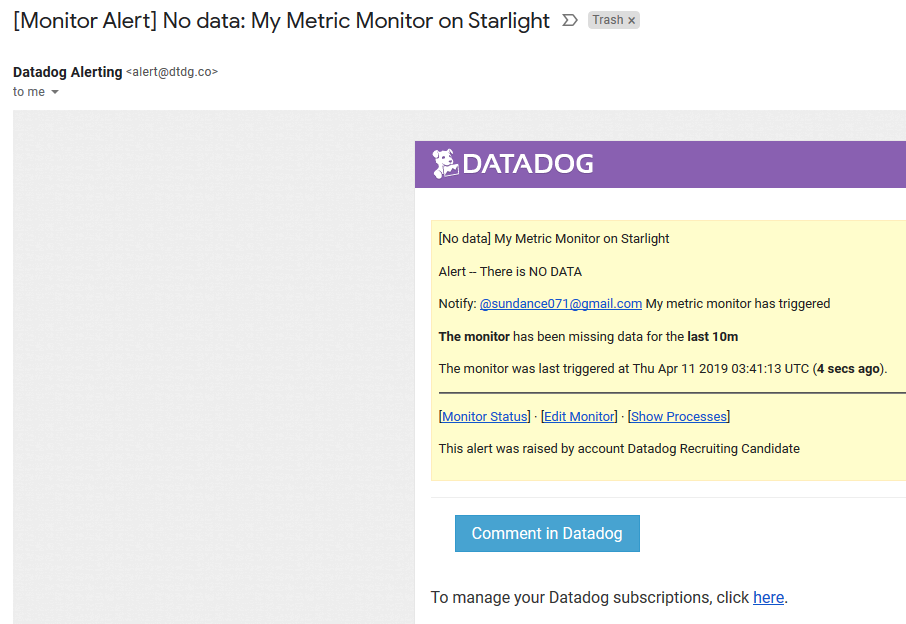 [Monitor Alert] No data: My Metric Monitor on Starlight Trash x
Datadog Alerting <alert@dtdg.co>
to me
DATADOG
[No data] My Metric Monitor on Starlight
Alert -- There is NO DATA
Notify: @sundance071@gmail.com My metric monitor has triggered
The monitor has been missing data for the last 10m
The monitor was last triggered at Thu Apr 11 2019 03:41:13 UTC (4 secs ago).
[Monitor Status] · [Edit Monitor] · [Show Processes]
This alert was raised by account Datadog Recruiting Candidate
Comment in Datadog
To manage your Datadog subscriptions, click here.